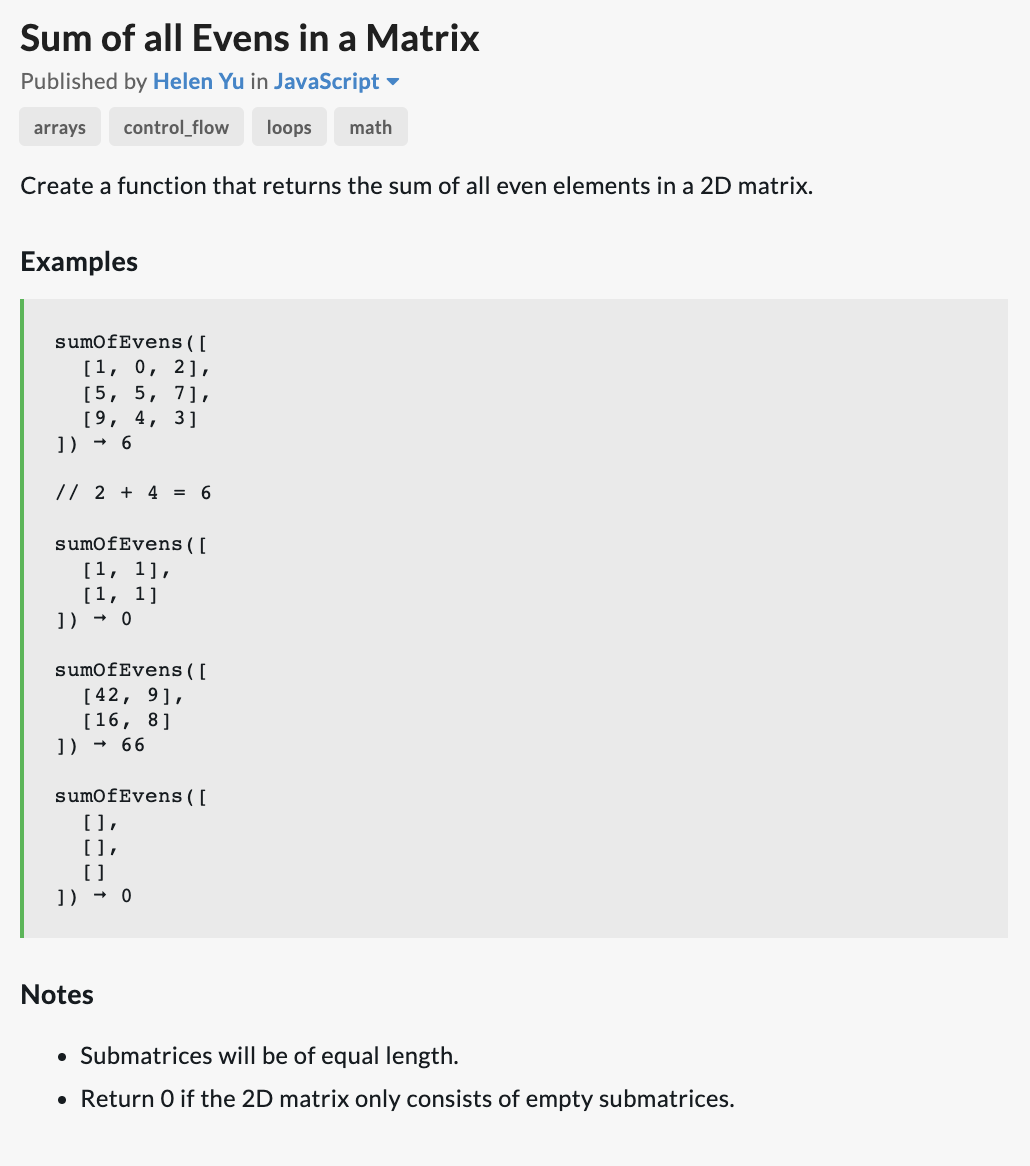 Sum of all Evens in a Matrix
Published by Helen Yu in JavaScript
arrays control_flow loops math
Create a function that returns the sum of all even elements in a 2D matrix.
Examples
sumOfEvens([
  [1, 0, 2],
  [5, 5, 7],
  [9, 4, 3]
]) → 6
// 2 + 4 = 6
sumOfEvens([
  [1, 1],
  [1, 1]
]) → 0
sumOfEvens([
  [42, 9],
  [16, 8]
]) → 66
sumOfEvens([
  [],
  [],
  []
]) → 0
Notes
• Submatrices will be of equal length.
• Return 0 if the 2D matrix only consists of empty submatrices.